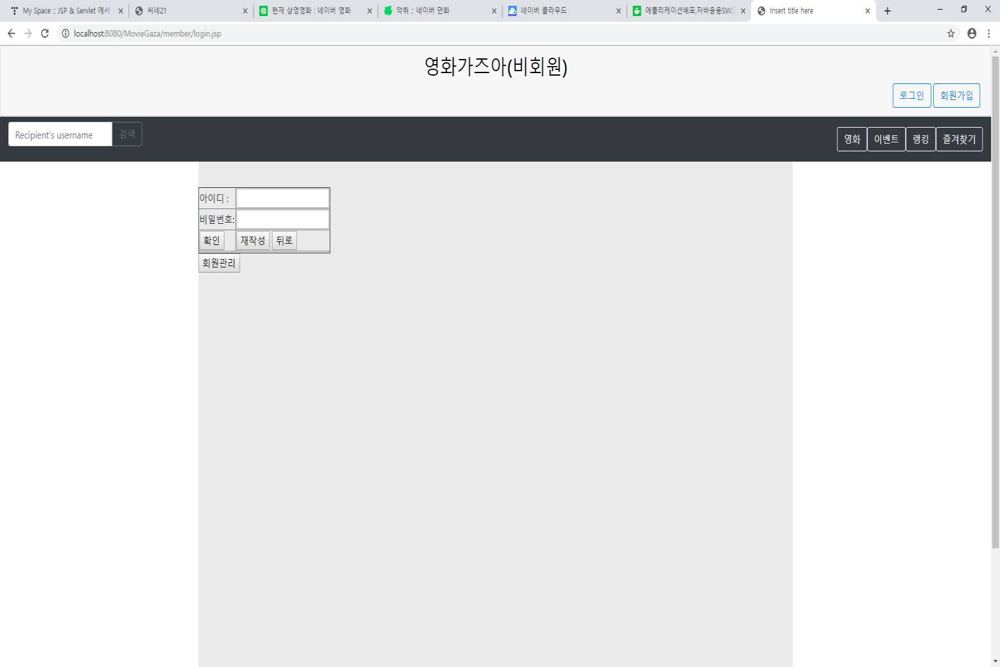 My Space :: JSP & Servlet 에서
씨네21
현재 상영영화 : 네이버 영화
악취 :: 네이버 만화
네이버 클라우드
애플리케이션배포,자바응용SW(
Insert title here
localhost:8080/MovieGaza/member/login.jsp
영화가즈아(비회원)
로그인 회원가입
Recipient's username 검색
영화 이벤트 랭킹 즐겨찾기
아이디 :
비밀번호:
확인 재작성 뒤로
회원관리